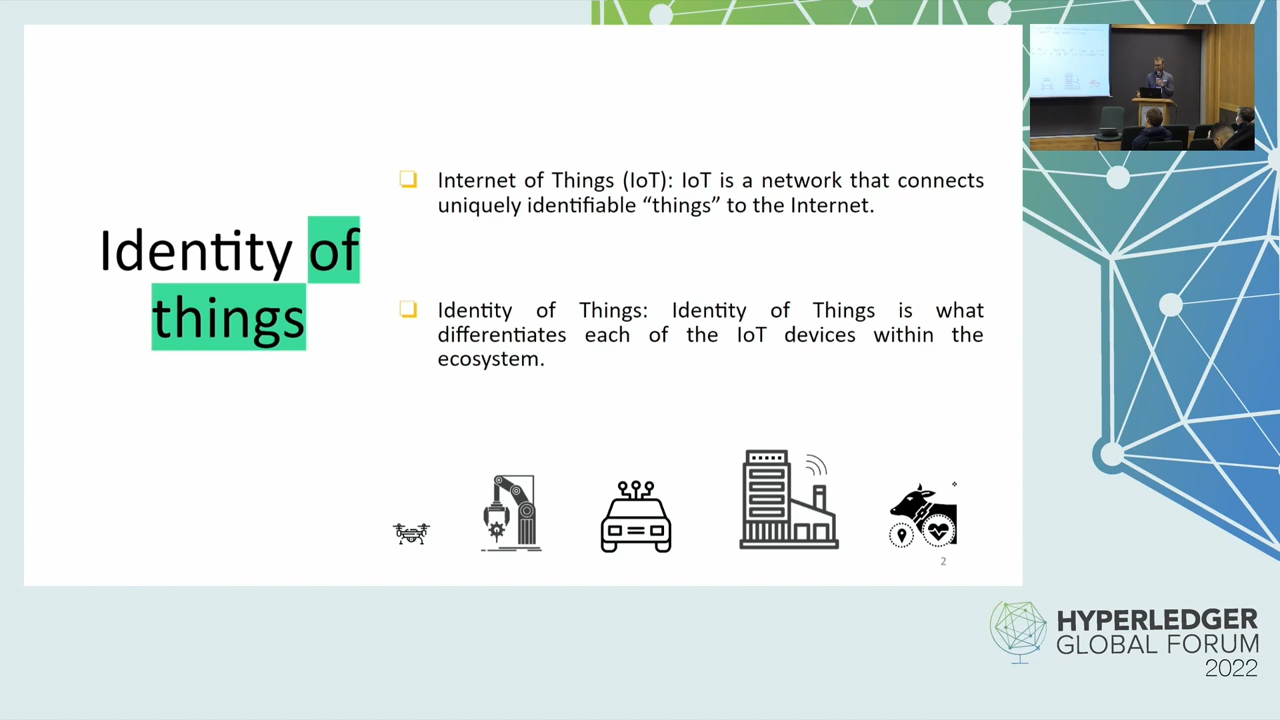 Identity of
things
❑ Internet of Things (IoT): IoT is a network that connects
uniquely identifiable “things” to the Internet.
❑ Identity of Things: Identity of Things is what
differentiates each of the IoT devices within the
ecosystem.
2
HYPERLEDGER
GLOBAL FORUM
2022